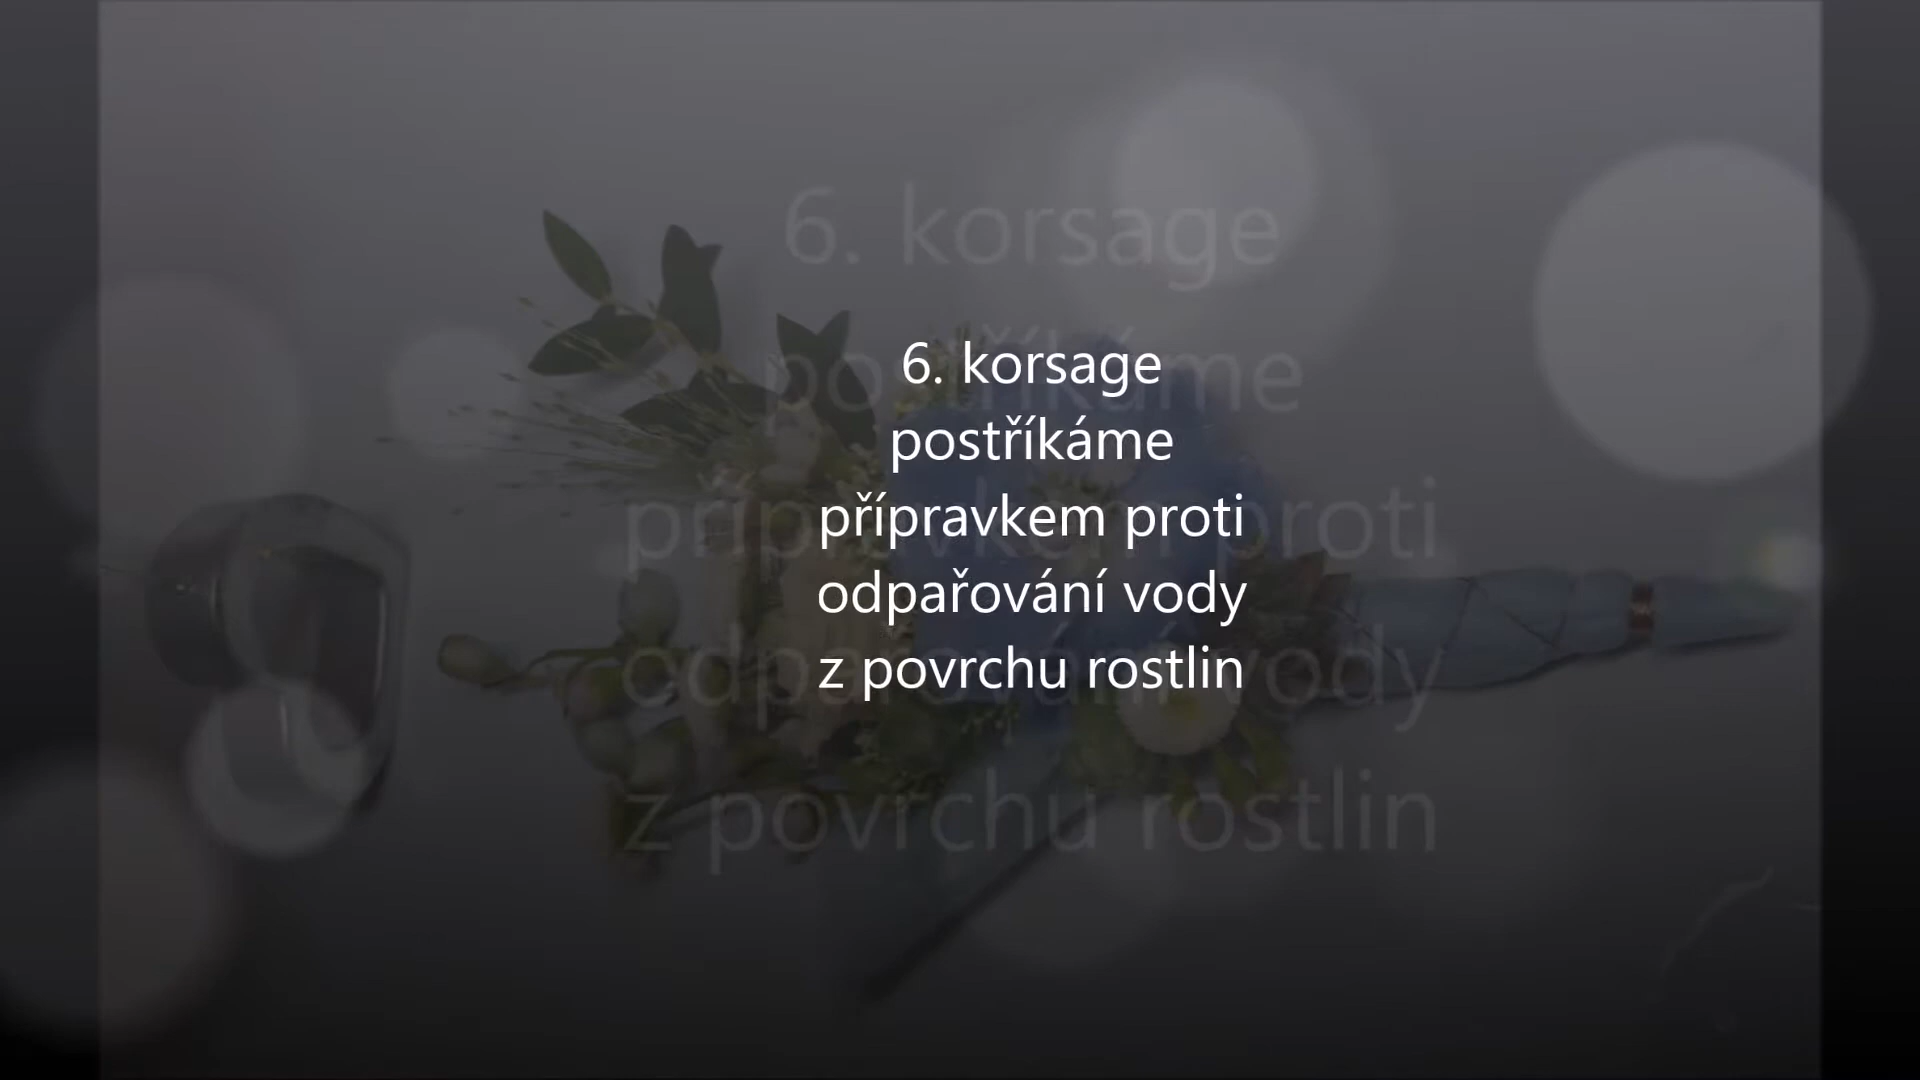 6. korsage
postříkáme
přípravkem proti
odpařování vody
z povrchu rostlin